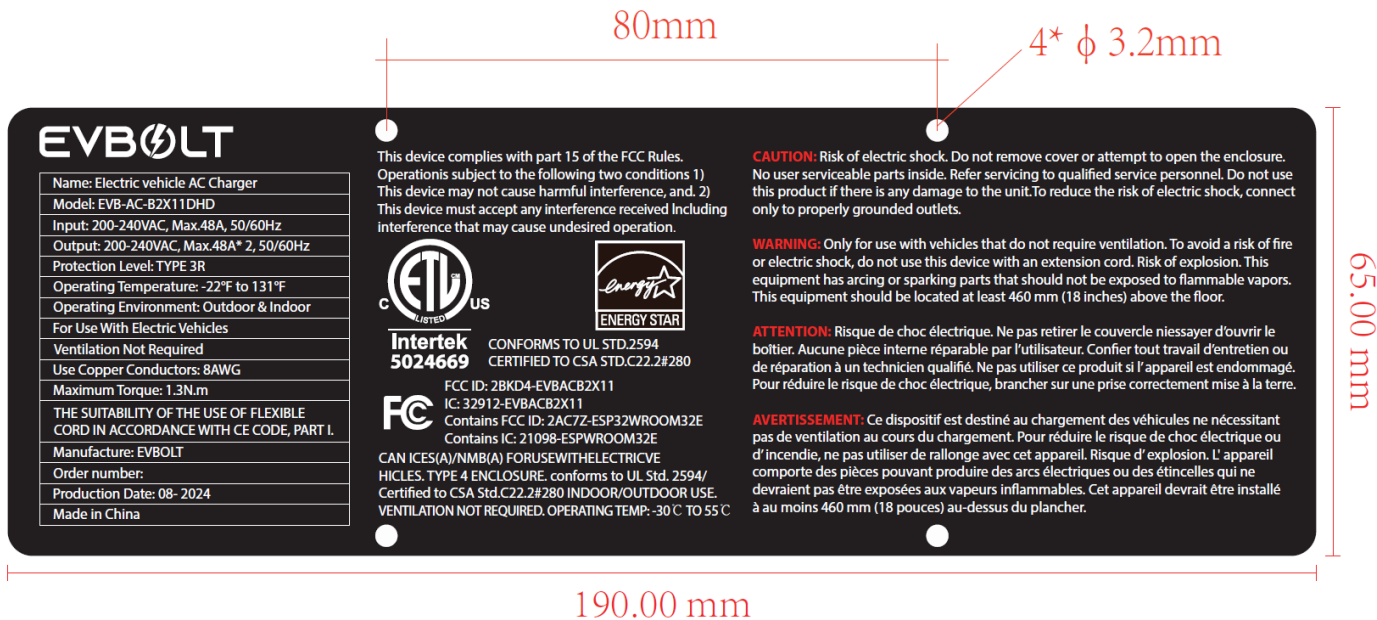 80mm
4* ϕ 3.2mm
EVBOLT
Name: Electric vehicle AC Charger
Model: EVB-AC-B2X11DHD
Input: 200-240VAC, Max.48A, 50/60Hz
Output: 200-240VAC, Max.48A* 2, 50/60Hz
Protection Level: TYPE 3R
Operating Temperature: -22°F to 131°F
Operating Environment: Outdoor & Indoor
For Use With Electric Vehicles
Ventilation Not Required
Use Copper Conductors: 8AWG
Maximum Torque: 1.3N.m
THE SUITABILITY OF THE USE OF FLEXIBLE
CORD IN ACCORDANCE WITH CE CODE, PART I.
Manufacture: EVBOLT
Order number:
Production Date: 08- 2024
Made in China
This device complies with part 15 of the FCC Rules.
Operationis subject to the following two conditions 1)
This device may not cause harmful interference, and. 2)
This device must accept any interference received Including
interference that may cause undesired operation.
ETL
CM
LISTED
C
US
Intertek
5024669
energy
ENERGY STAR
CONFORMS TO UL STD.2594
CERTIFIED TO CSA STD.C22.2#280
FC
FCC ID: 2BKD4-EVBACB2X11
IC: 32912-EVBACB2X11
Contains FCC ID: 2AC7Z-ESP32WROOM32E
Contains IC: 21098-ESPWROOM32E
CAN ICES(A)/NMB(A) FORUSEWITHELECTRICVE
HICLES. TYPE 4 ENCLOSURE. conforms to UL Std. 2594/
Certified to CSA Std.C22.2#280 INDOOR/OUTDOOR USE.
VENTILATION NOT REQUIRED. OPERATING TEMP: -30℃ TO 55℃
CAUTION: Risk of electric shock. Do not remove cover or attempt to open the enclosure.
No user serviceable parts inside. Refer servicing to qualified service personnel. Do not use
this product if there is any damage to the unit.To reduce the risk of electric shock, connect
only to properly grounded outlets.
WARNING: Only for use with vehicles that do not require ventilation. To avoid a risk of fire
or electric shock, do not use this device with an extension cord. Risk of explosion. This
equipment has arcing or sparking parts that should not be exposed to flammable vapors.
This equipment should be located at least 460 mm (18 inches) above the floor.
ATTENTION: Risque de choc électrique. Ne pas retirer le couvercle niessayer d'ouvrir le
boîtier. Aucune pièce interne réparable par l'utilisateur. Confier tout travail d'entretien ou
de réparation à un technicien qualifié. Ne pas utiliser ce produit si l'appareil est endommagé.
Pour réduire le risque de choc électrique, brancher sur une prise correctement mise à la terre.
AVERTISSEMENT: Ce dispositif est destiné au chargement des véhicules ne nécessitant
pas de ventilation au cours du chargement. Pour réduire le risque de choc électrique ou
d' incendie, ne pas utiliser de rallonge avec cet appareil. Risque d' explosion. L' appareil
comporte des pièces pouvant produire des arcs électriques ou des étincelles qui ne
devraient pas être exposées aux vapeurs inflammables. Cet appareil devrait être installé
à au moins 460 mm (18 pouces) au-dessus du plancher.
65.00 mm
190.00 mm